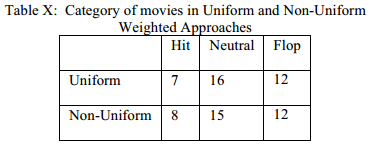 Table X: Category of movies in Uniform and Non-Uniform
Weighted Approaches
Hit Neutral Flop
Uniform 7 16 12
Non-Uniform 8 15 12